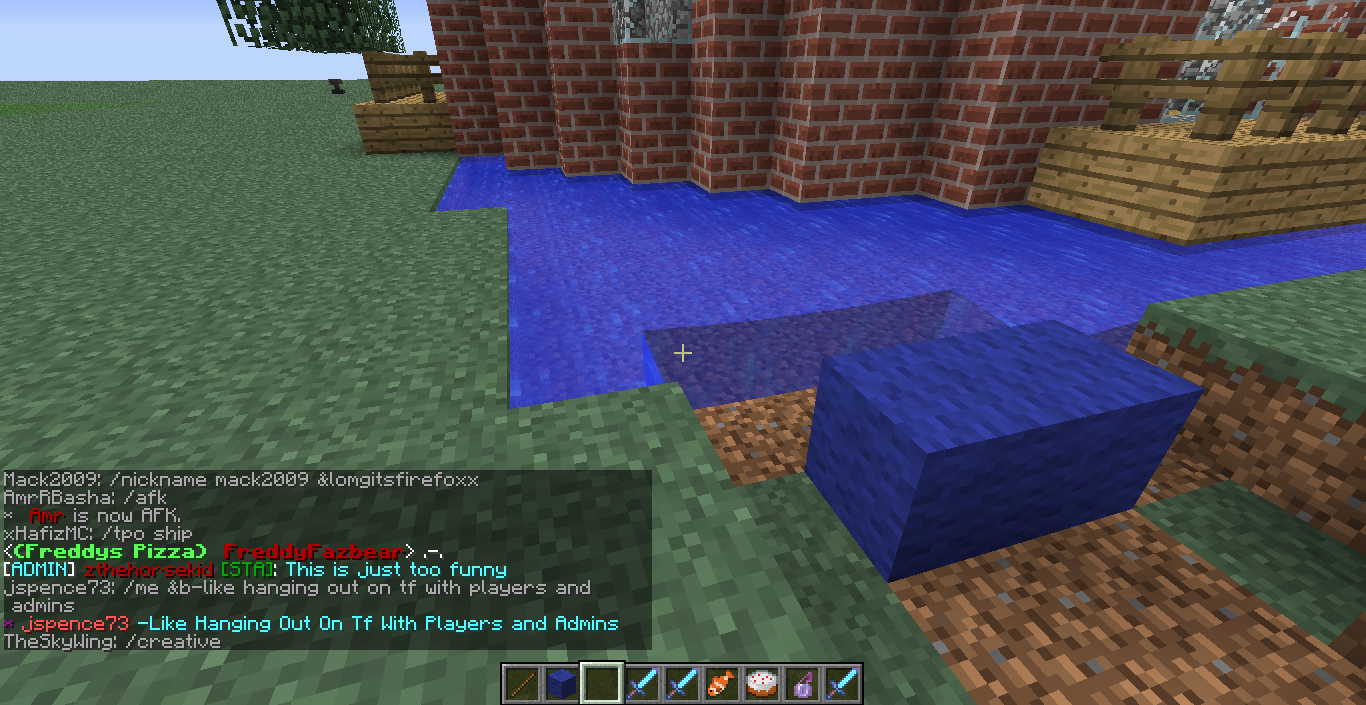 Mack2009: /nickname mack2009 &lomgitsfirefoxx
AmrRBasha: /afk
* Amr is now AFK.
xHafizMC: /tpo ship
<(Freddys Pizza) FreddyFazbear> .-.
[ADMIN] zthehorsekid [STA]: This is just too funny
jspence73: /me &b-like hanging out on tf with players and
admins
* jspence73 -Like Hanging Out On Tf With Players and Admins
TheSkyWing: /creative